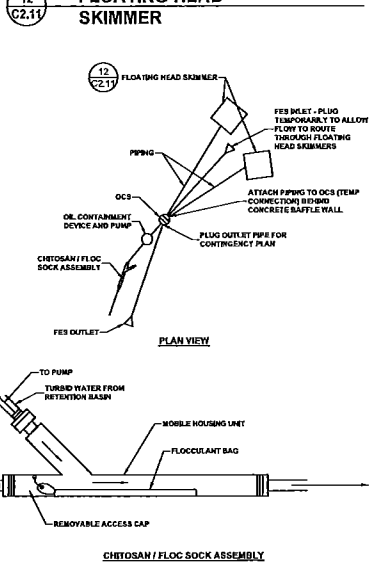 12
C2.11
FLOATING HEAD
SKIMMER
12
C2.11
FLOATING HEAD SKIMMER
FES INLET - PLUG
TEMPORARILY TO ALLOW
FLOW TO ROUTE
THROUGH FLOATING
HEAD SKIMMERS
PIPING
OCS
ATTACH PIPING TO OCS (TEMP
CONNECTION) BEHIND
CONCRETE BAFFLE WALL
OIL CONTAINMENT
DEVICE AND PUMP
PLUG OUTLET PIPE FOR
CONTINGENCY PLAN
CHITOSAN / FLOC
SOCK ASSEMBLY
FES OUTLET
PLAN VIEW
TO PUMP
TURBID WATER FROM
RETENTION BASIN
MOBILE HOUSING UNIT
FLOCCULANT BAG
REMOVABLE ACCESS CAP
CHITOSAN / FLOC SOCK ASSEMBLY